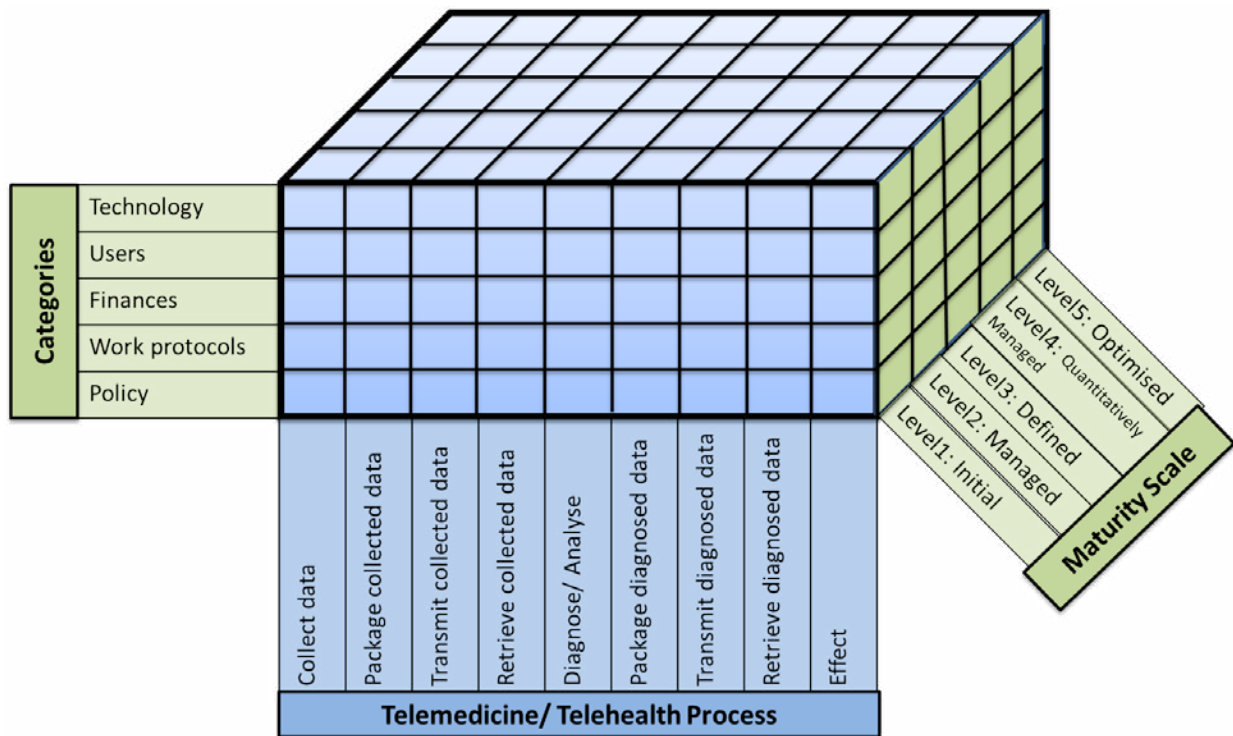 Categories
Technology
Users
Finances
Work protocols
Policy
Collect data
Package collected data
Transmit collected data
Retrieve collected data
Diagnose/ Analyse
Package diagnosed data
Transmit diagnosed data
Retrieve diagnosed data
Effect
Telemedicine/ Telehealth Process
Level1: Initial
Level2: Managed
Level3: Defined
Level4: Quantitatively
Managed
Level5: Optimised
Maturity Scale